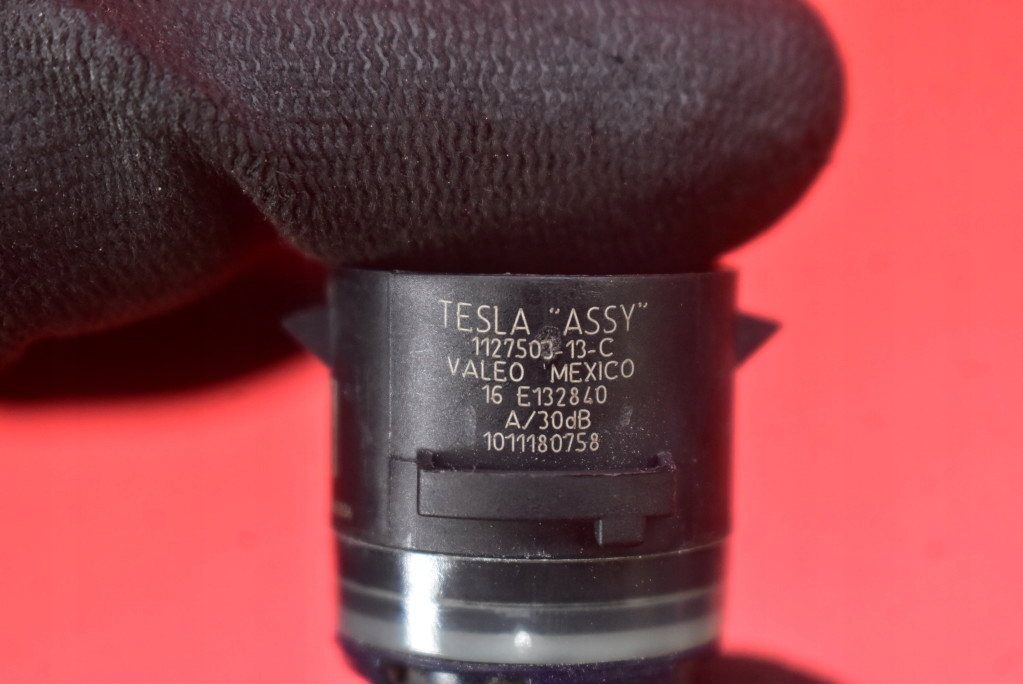 TESLA "ASSY"
1127503-13-C
VALEO MEXICO
16 E132840
A/30dB
1011180758